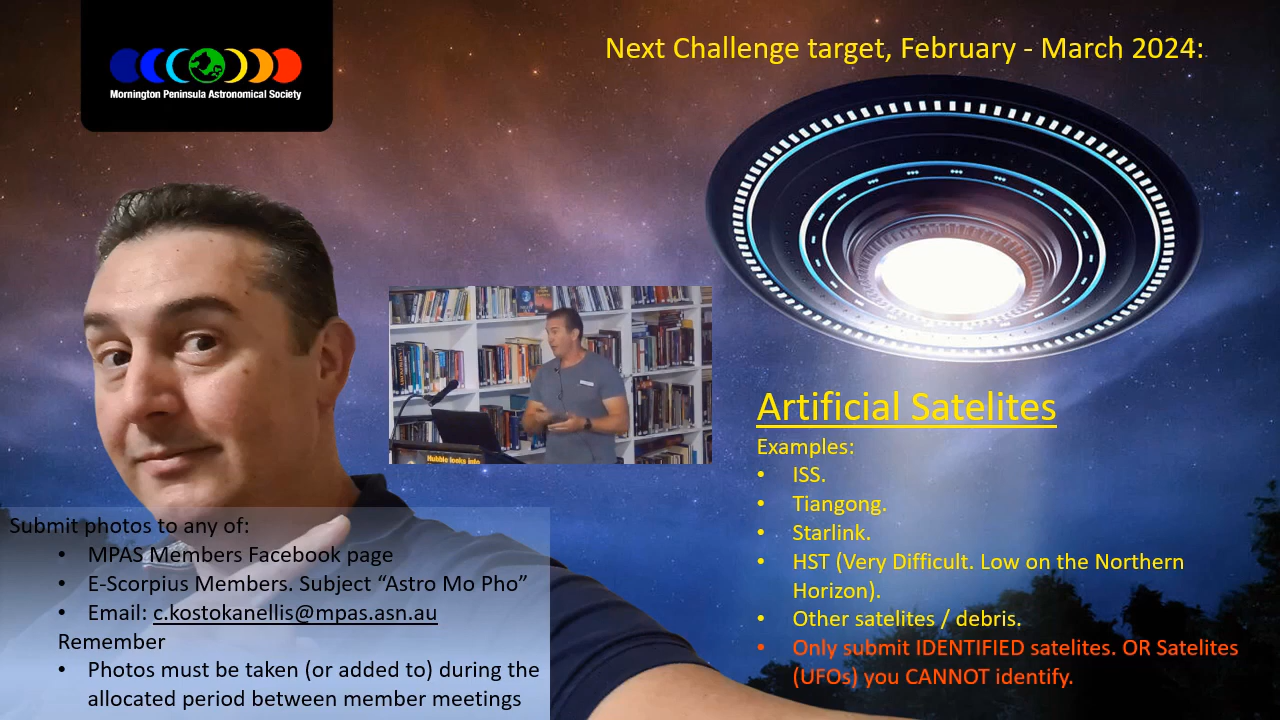 Mornington Peninsula Astronomical Society
Next Challenge target, February - March 2024:
Hubble looks into
Artificial Satelites
Examples:
• ISS.
• Tiangong.
• Starlink.
• HST (Very Difficult. Low on the Northern
Horizon).
• Other satelites / debris.
• Only submit IDENTIFIED satelites. OR Satelites
(UFOs) you CANNOT identify.
Submit photos to any of:
• MPAS Members Facebook page
• E-Scorpius Members. Subject “Astro Mo Pho”
• Email: c.kostokanellis@mpas.asn.au
Remember
• Photos must be taken (or added to) during the
allocated period between member meetings